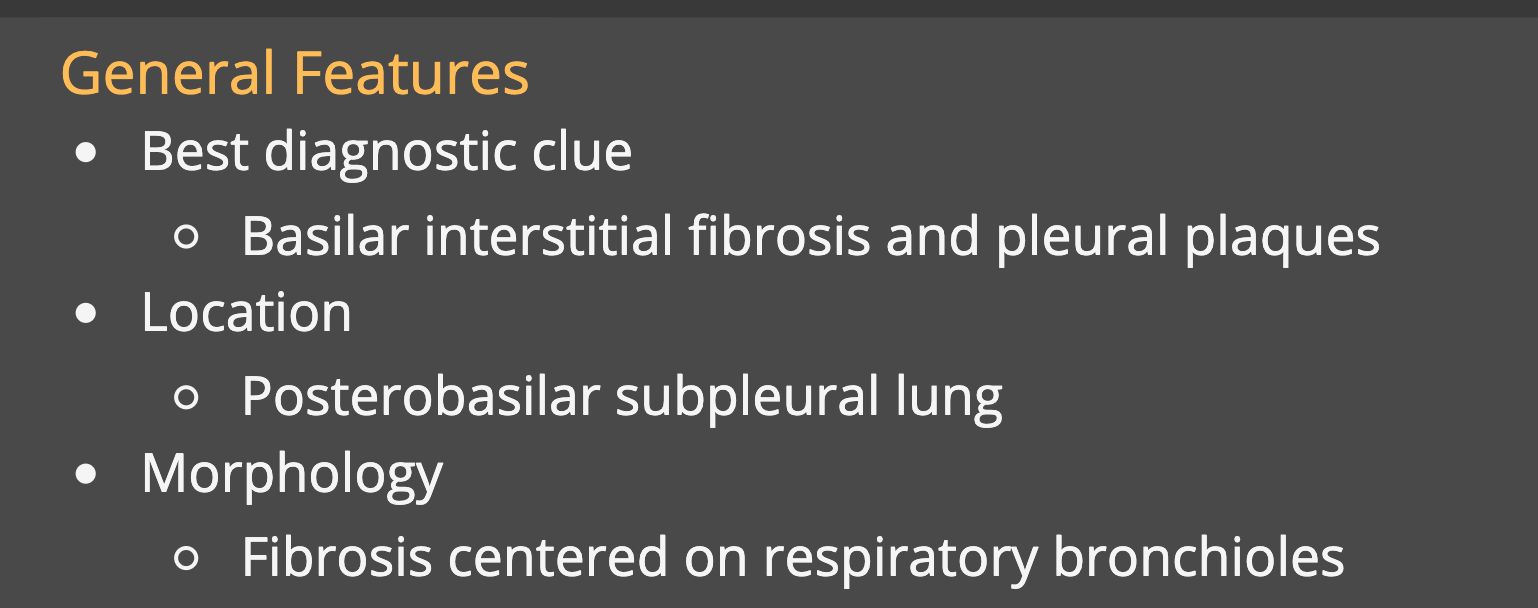 General Features
• Best diagnostic clue
○ Basilar interstitial fibrosis and pleural plaques
• Location
○ Posterobasilar subpleural lung
• Morphology
○ Fibrosis centered on respiratory bronchioles